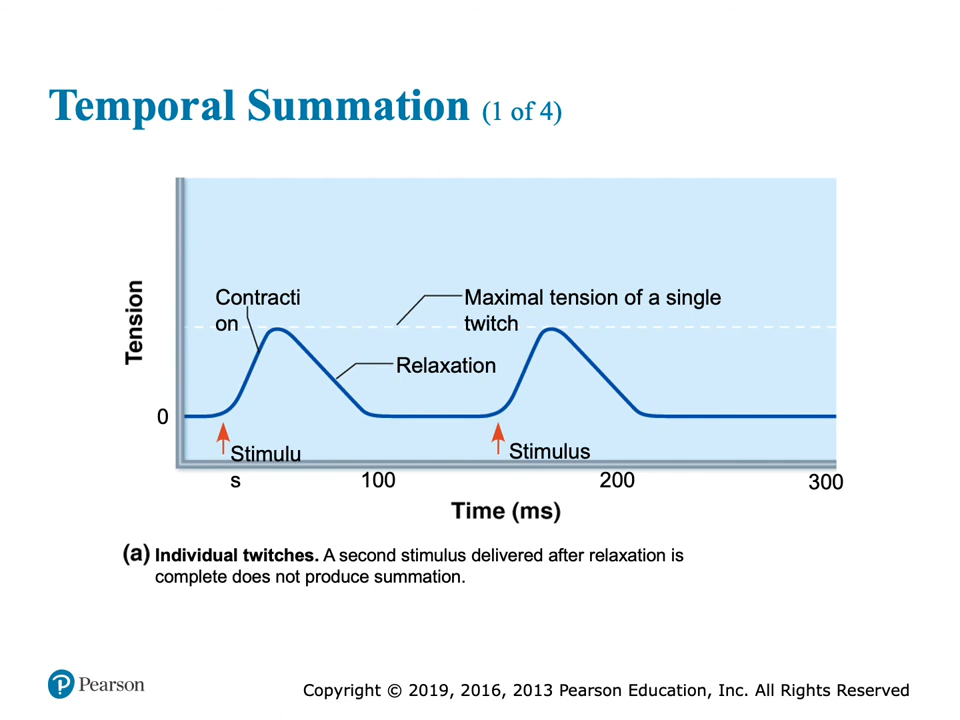 Temporal Summation (1 of 4)
Contracti
on
Maximal tension of a single
twitch
Tension
Relaxation
0
Stimulu
s
Stimulus
100
200
300
Time (ms)
(a) Individual twitches. A second stimulus delivered after relaxation is
complete does not produce summation.
Pearson
Copyright © 2019, 2016, 2013 Pearson Education, Inc. All Rights Reserved